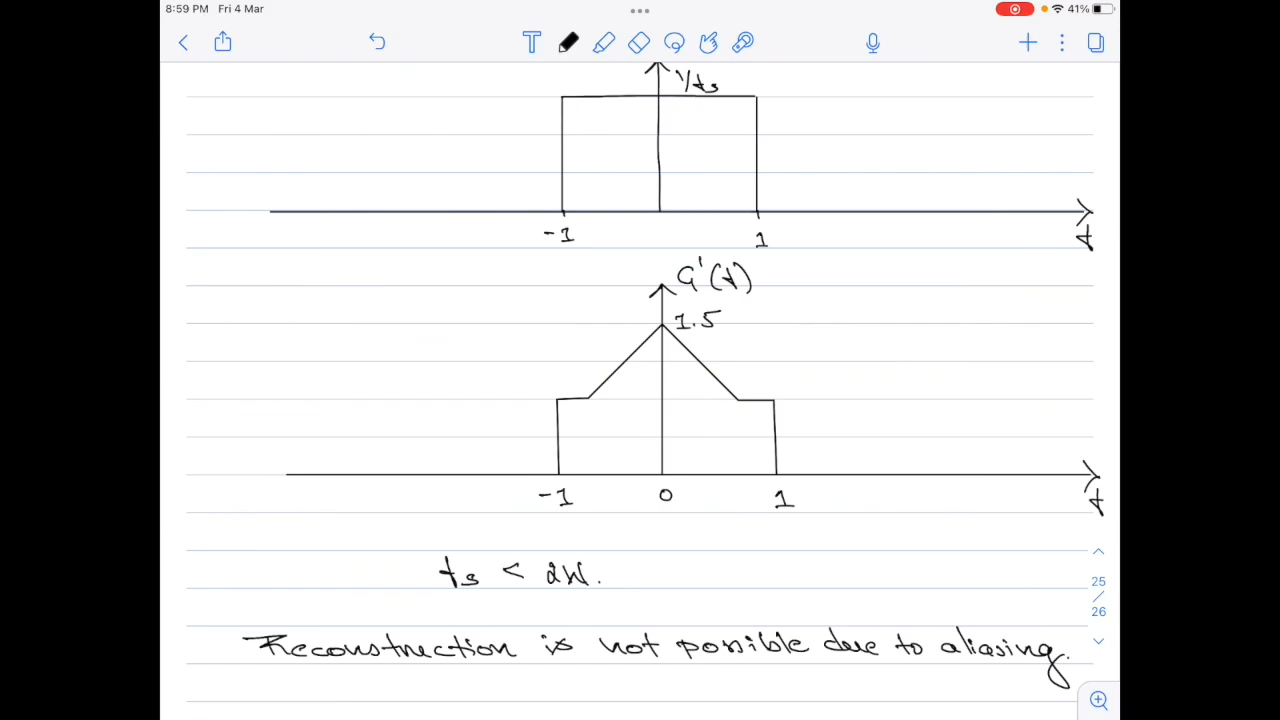 8:59 PM Fri 4 Mar
41%
1/fs
-1 1 f
G'(f)
1.5
-1 0 1 f
fs < 2W.
25
/
26
Reconstruction is not possible due to aliasing.